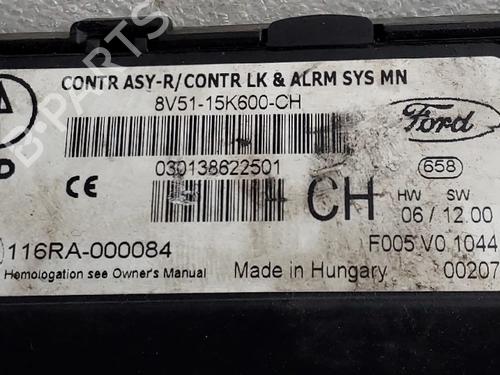 CONTR ASY-R/CONTR LK & ALRM SYS MN
8V51-15K600-CH
Ford
030138622501
658
D
CE
CH
HW SW
06 / 12.00
116RA-000084
F005 V0 1044
Homologation see Owner's Manual
Made in Hungary
00207
B-PARTS